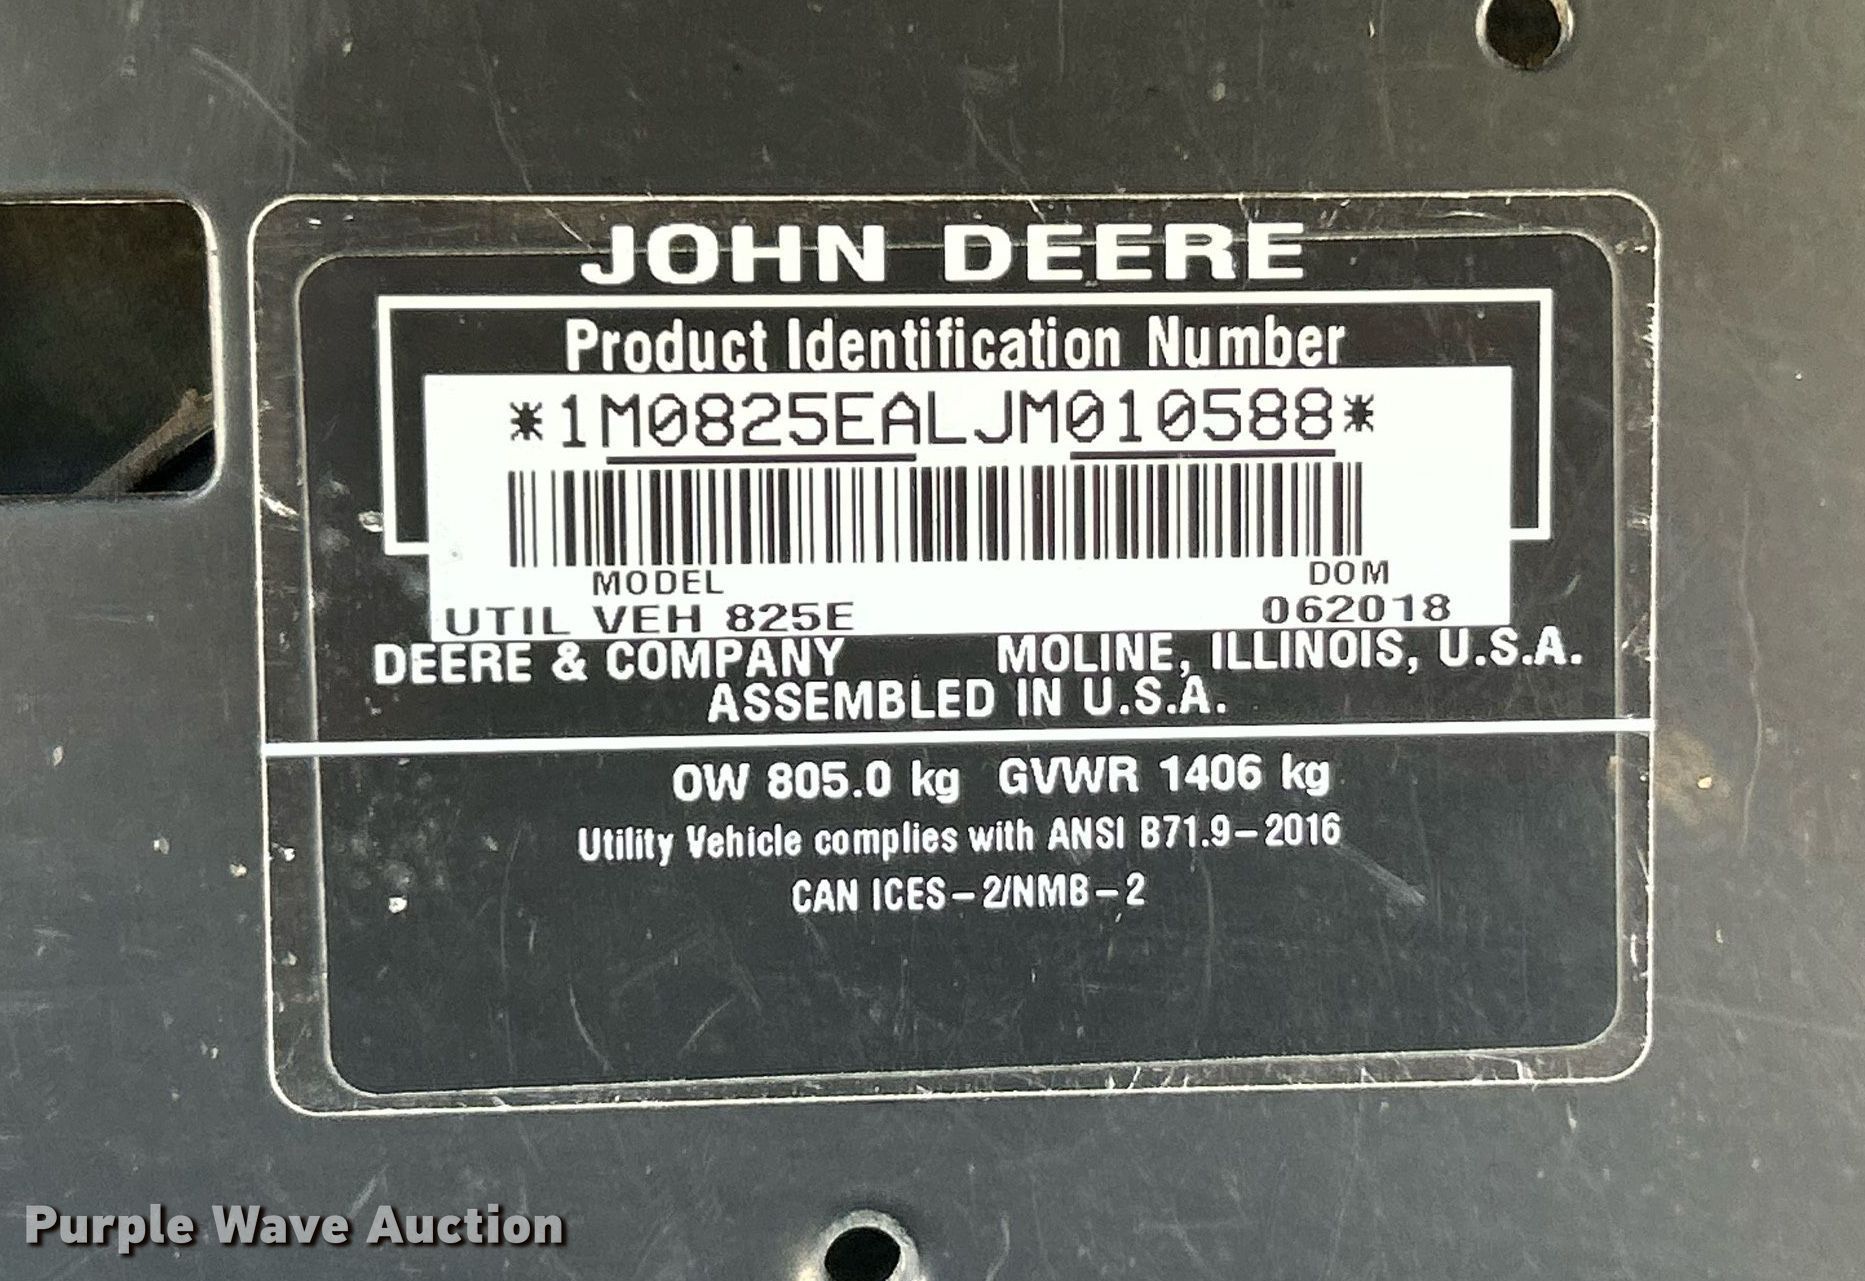 JOHN DEERE
Product Identification Number
*1M0825EALJM010588*
MODEL DOM
UTIL VEH 825E 062018
DEERE & COMPANY MOLINE, ILLINOIS, U.S.A.
ASSEMBLED IN U.S.A.
OW 805.0 kg GVWR 1406 kg
Utility Vehicle complies with ANSI B71.9-2016
CAN ICES-2/NMB-2
Purple Wave Auction